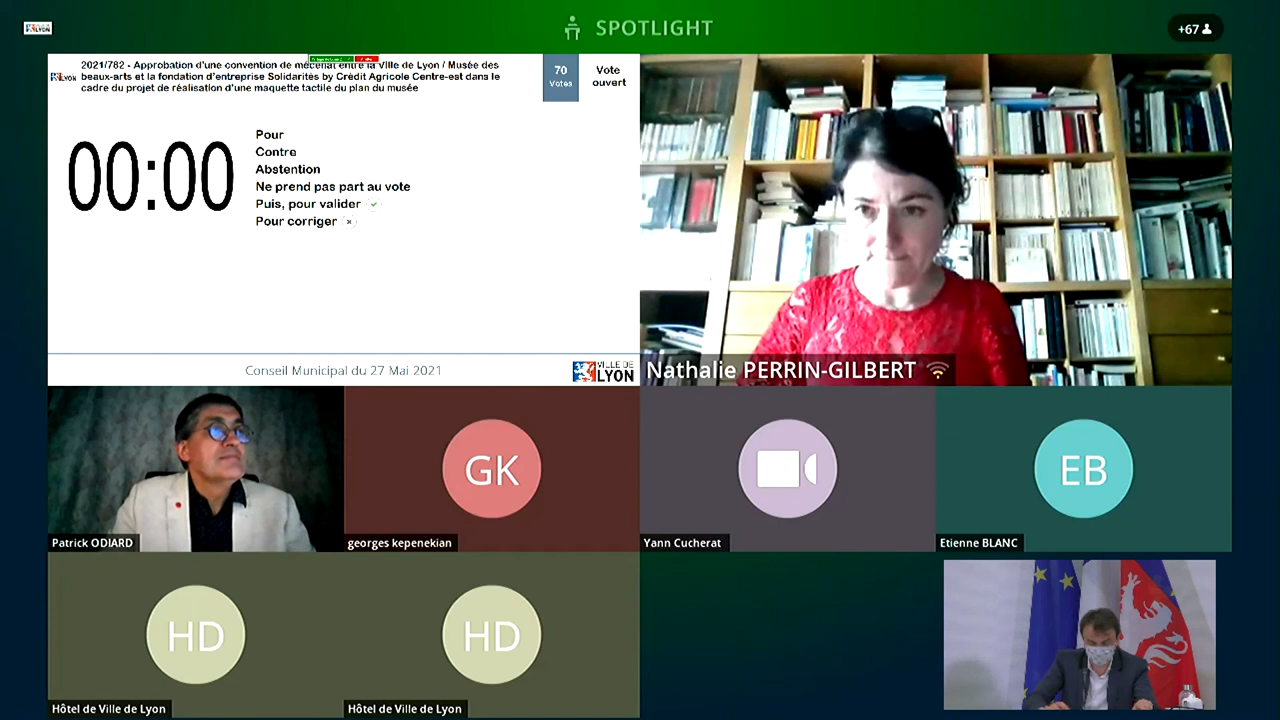 VILLE DE
LYON
SPOTLIGHT
+67
2021/782 - Approbation d'une convention de mécénat entre la Ville de Lyon / Musée des
beaux-arts et la fondation d'entreprise Solidarités by Crédit Agricole Centre-est dans le
cadre du projet de réalisation d'une maquette tactile du plan du musée
LYON
70
Votes
Vote
ouvert
00:00
Pour
Contre
Abstention
Ne prend pas part au vote
Puis, pour valider
Pour corriger
Conseil Municipal du 27 Mai 2021
VILLE DE
LYON
Nathalie PERRIN-GILBERT
Patrick ODIARD
GK
georges kepenekian
Yann Cucherat
EB
Etienne BLANC
HD
Hôtel de Ville de Lyon
HD
Hôtel de Ville de Lyon